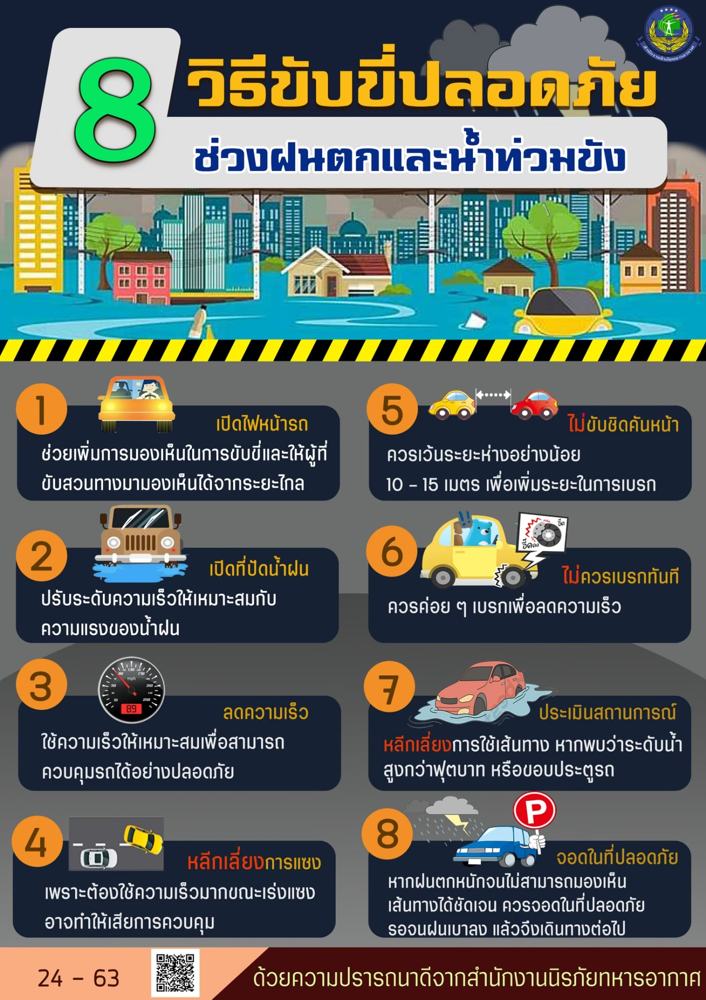 สำนักงานนิรภัยทหารอากาศ
8
วิธีขับขี่ปลอดภัย
ช่วงฝนตกและน้ำท่วมขัง
1
เปิดไฟหน้ารถ
ช่วยเพิ่มการมองเห็นในการขับขี่และให้ผู้ที่
ขับสวนทางมามองเห็นได้จากระยะไกล
2
เปิดที่ปัดน้ำฝน
ปรับระดับความเร็วให้เหมาะสมกับ
ความแรงของน้ำฝน
3
mph
10
50
90
130
170
210
250
89
ลดความเร็ว
ใช้ความเร็วให้เหมาะสมเพื่อสามารถ
ควบคุมรถได้อย่างปลอดภัย
4
หลีกเลี่ยงการแซง
เพราะต้องใช้ความเร็วมากขณะเร่งแซง
อาจทำให้เสียการควบคุม
5
ไม่ขับชิดคันหน้า
ควรเว้นระยะห่างอย่างน้อย
10 - 15 เมตร เพื่อเพิ่มระยะในการเบรก
6
!!
ไม่ควรเบรกทันที
ควรค่อย ๆ เบรกเพื่อลดความเร็ว
7
ประเมินสถานการณ์
หลีกเลี่ยงการใช้เส้นทาง หากพบว่าระดับน้ำ
สูงกว่าฟุตบาท หรือขอบประตูรถ
8
P
จอดในที่ปลอดภัย
หากฝนตกหนักจนไม่สามารถมองเห็น
เส้นทางได้ชัดเจน ควรจอดในที่ปลอดภัย
รอจนฝนเบาลง แล้วจึงเดินทางต่อไป
24 - 63
ด้วยความปรารถนาดีจากสำนักงานนิรภัยทหารอากาศ